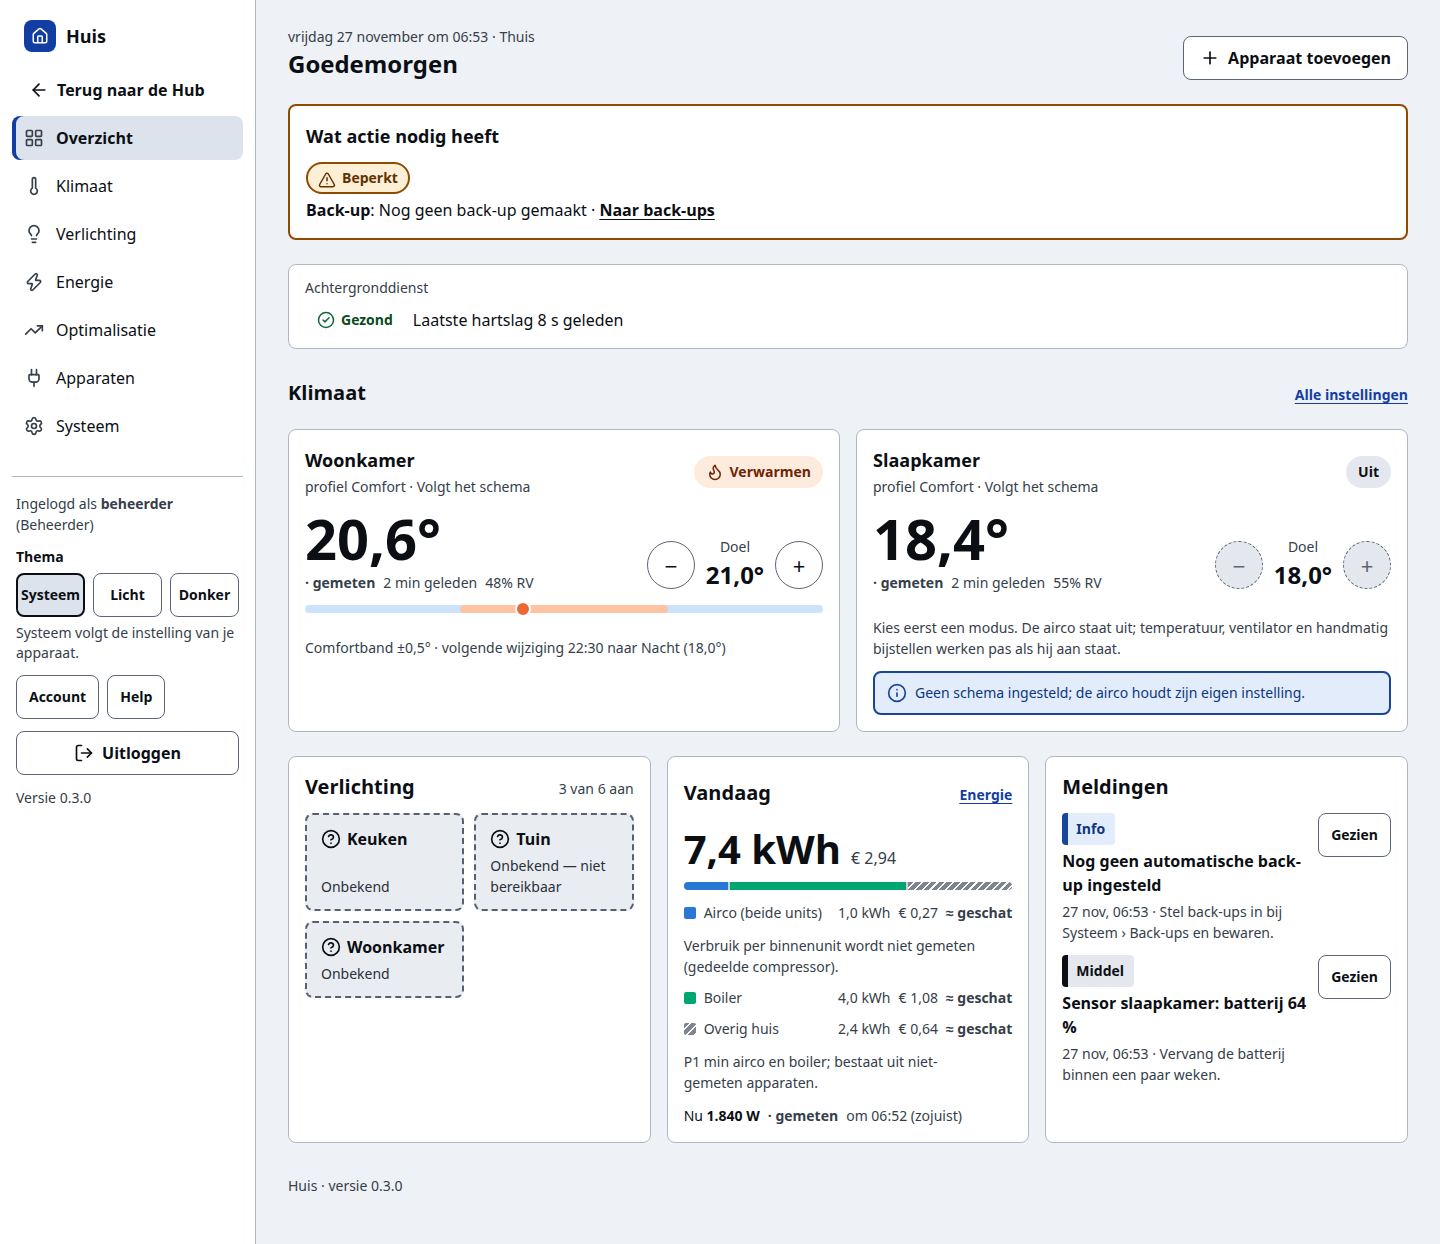 Huis
Terug naar de Hub
Overzicht
Klimaat
Verlichting
Energie
Optimalisatie
Apparaten
Systeem
Ingelogd als beheerder
(Beheerder)
Thema
Systeem
Licht
Donker
Systeem volgt de instelling van je
apparaat.
Account
Help
Uitloggen
Versie 0.3.0
vrijdag 27 november om 06:53 · Thuis
Goedemorgen
Apparaat toevoegen
Wat actie nodig heeft
Beperkt
Back-up: Nog geen back-up gemaakt · Naar back-ups
Achtergronddienst
Gezond Laatste hartslag 8 s geleden
Klimaat
Alle instellingen
Woonkamer
profiel Comfort · Volgt het schema
Verwarmen
20,6°
· gemeten 2 min geleden 48% RV
−
Doel
21,0°
+
Comfortband ±0,5° · volgende wijziging 22:30 naar Nacht (18,0°)
Slaapkamer
profiel Comfort · Volgt het schema
Uit
18,4°
· gemeten 2 min geleden 55% RV
−
Doel
18,0°
+
Kies eerst een modus. De airco staat uit; temperatuur, ventilator en handmatig
bijstellen werken pas als hij aan staat.
Geen schema ingesteld; de airco houdt zijn eigen instelling.
Verlichting
3 van 6 aan
Keuken
Onbekend
Tuin
Onbekend — niet
bereikbaar
Woonkamer
Onbekend
Vandaag
Energie
7,4 kWh € 2,94
Airco (beide units) 1,0 kWh € 0,27 ≈ geschat
Verbruik per binnenunit wordt niet gemeten
(gedeelde compressor).
Boiler 4,0 kWh € 1,08 ≈ geschat
Overig huis 2,4 kWh € 0,64 ≈ geschat
P1 min airco en boiler; bestaat uit niet-
gemeten apparaten.
Nu 1.840 W · gemeten om 06:52 (zojuist)
Meldingen
Info
Gezien
Nog geen automatische back-
up ingesteld
27 nov, 06:53 · Stel back-ups in bij
Systeem › Back-ups en bewaren.
Middel
Gezien
Sensor slaapkamer: batterij 64
%
27 nov, 06:53 · Vervang de batterij
binnen een paar weken.
Huis · versie 0.3.0